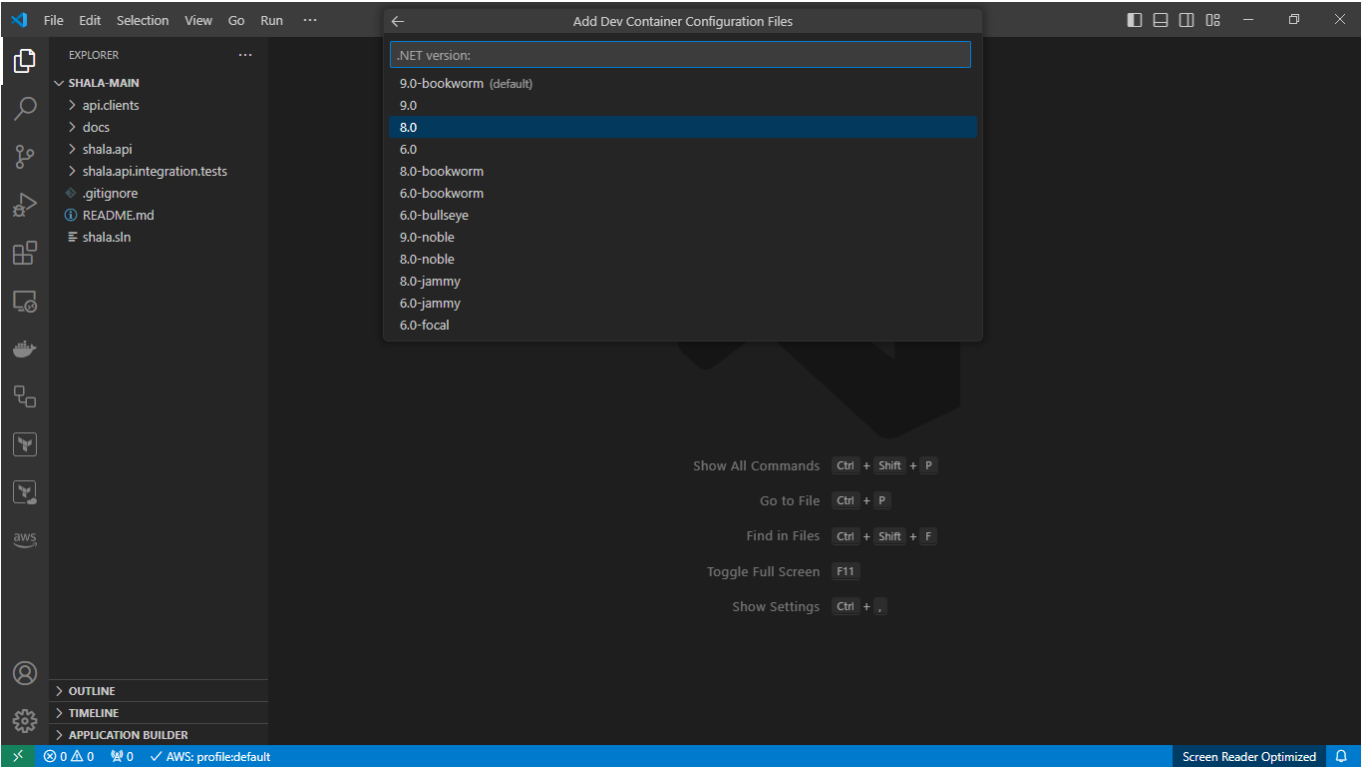 File Edit Selection View Go Run ···
Add Dev Container Configuration Files
.NET version:
9.0-bookworm (default)
9.0
8.0
6.0
8.0-bookworm
6.0-bookworm
6.0-bullseye
9.0-noble
8.0-noble
8.0-jammy
6.0-jammy
6.0-focal
EXPLORER ···
SHALA-MAIN
api.clients
docs
shala.api
shala.api.integration.tests
.gitignore
README.md
shala.sln
aws
OUTLINE
TIMELINE
APPLICATION BUILDER
Show All Commands Ctrl + Shift + P
Go to File Ctrl + P
Find in Files Ctrl + Shift + F
Toggle Full Screen F11
Show Settings Ctrl + ,
0 0 0 AWS: profile:default Screen Reader Optimized